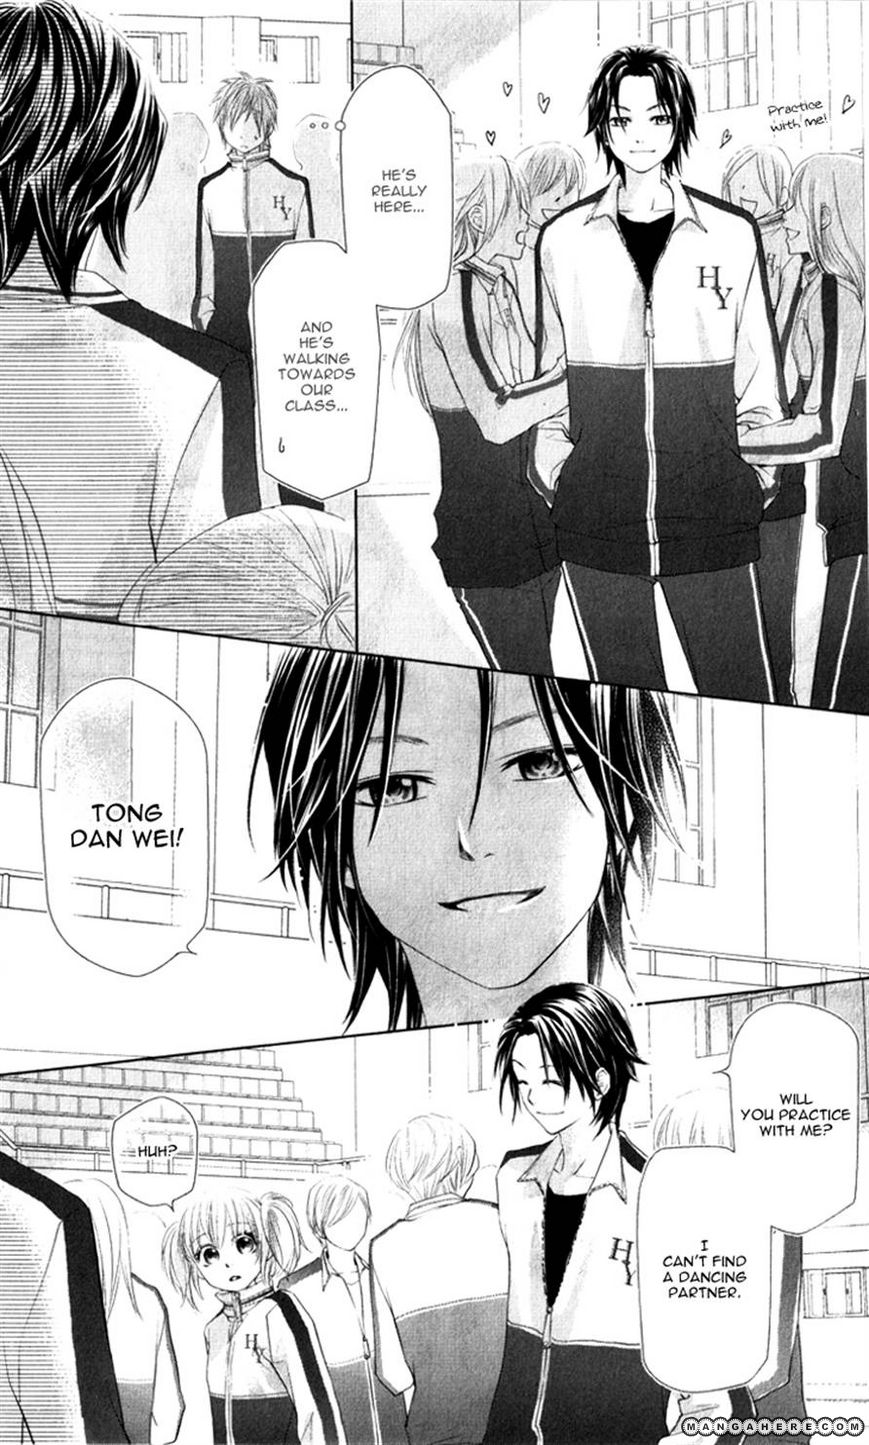 Practice
with me!
HY
HE'S
REALLY
HERE...
AND
HE'S
WALKING
TOWARDS
OUR
CLASS...
HY
TONG
DAN WEI!
WILL
YOU PRACTICE
WITH ME?
I
CAN'T FIND
A DANCING
PARTNER.
HY
HUH?
HY
MANGAHERE.COM